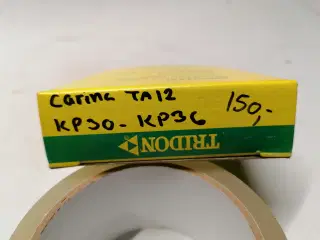 Carina TA12
KP30-KP36
150,-
TRIDON